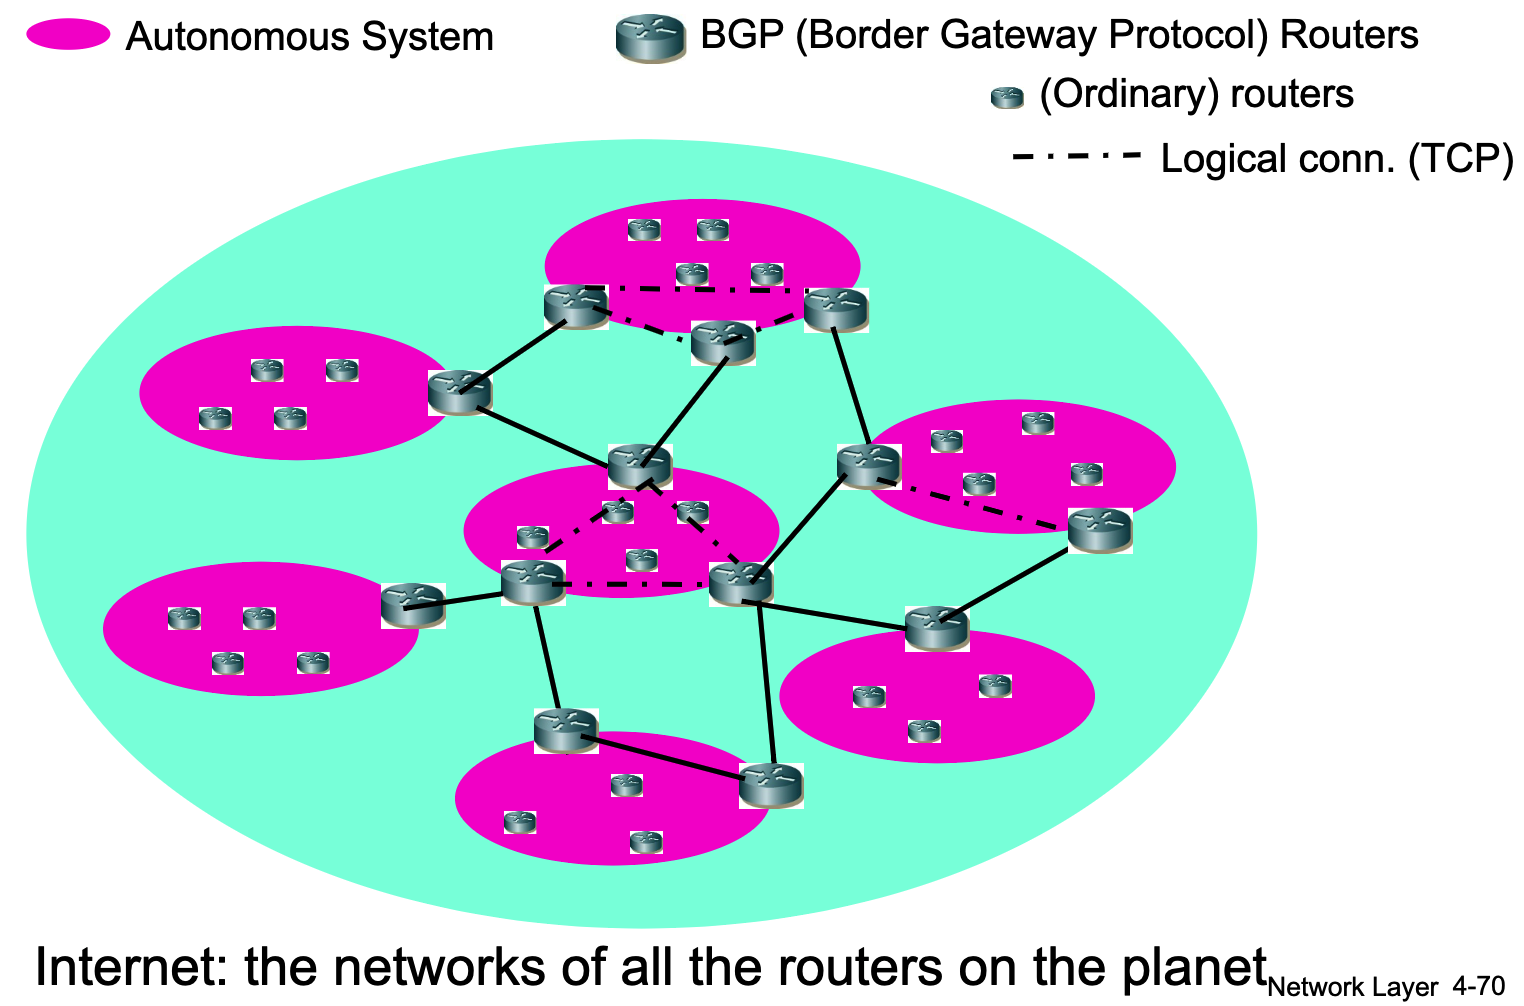 Autonomous System
BGP (Border Gateway Protocol) Routers
(Ordinary) routers
Logical conn. (TCP)
Internet: the networks of all the routers on the planet
Network Layer 4-70